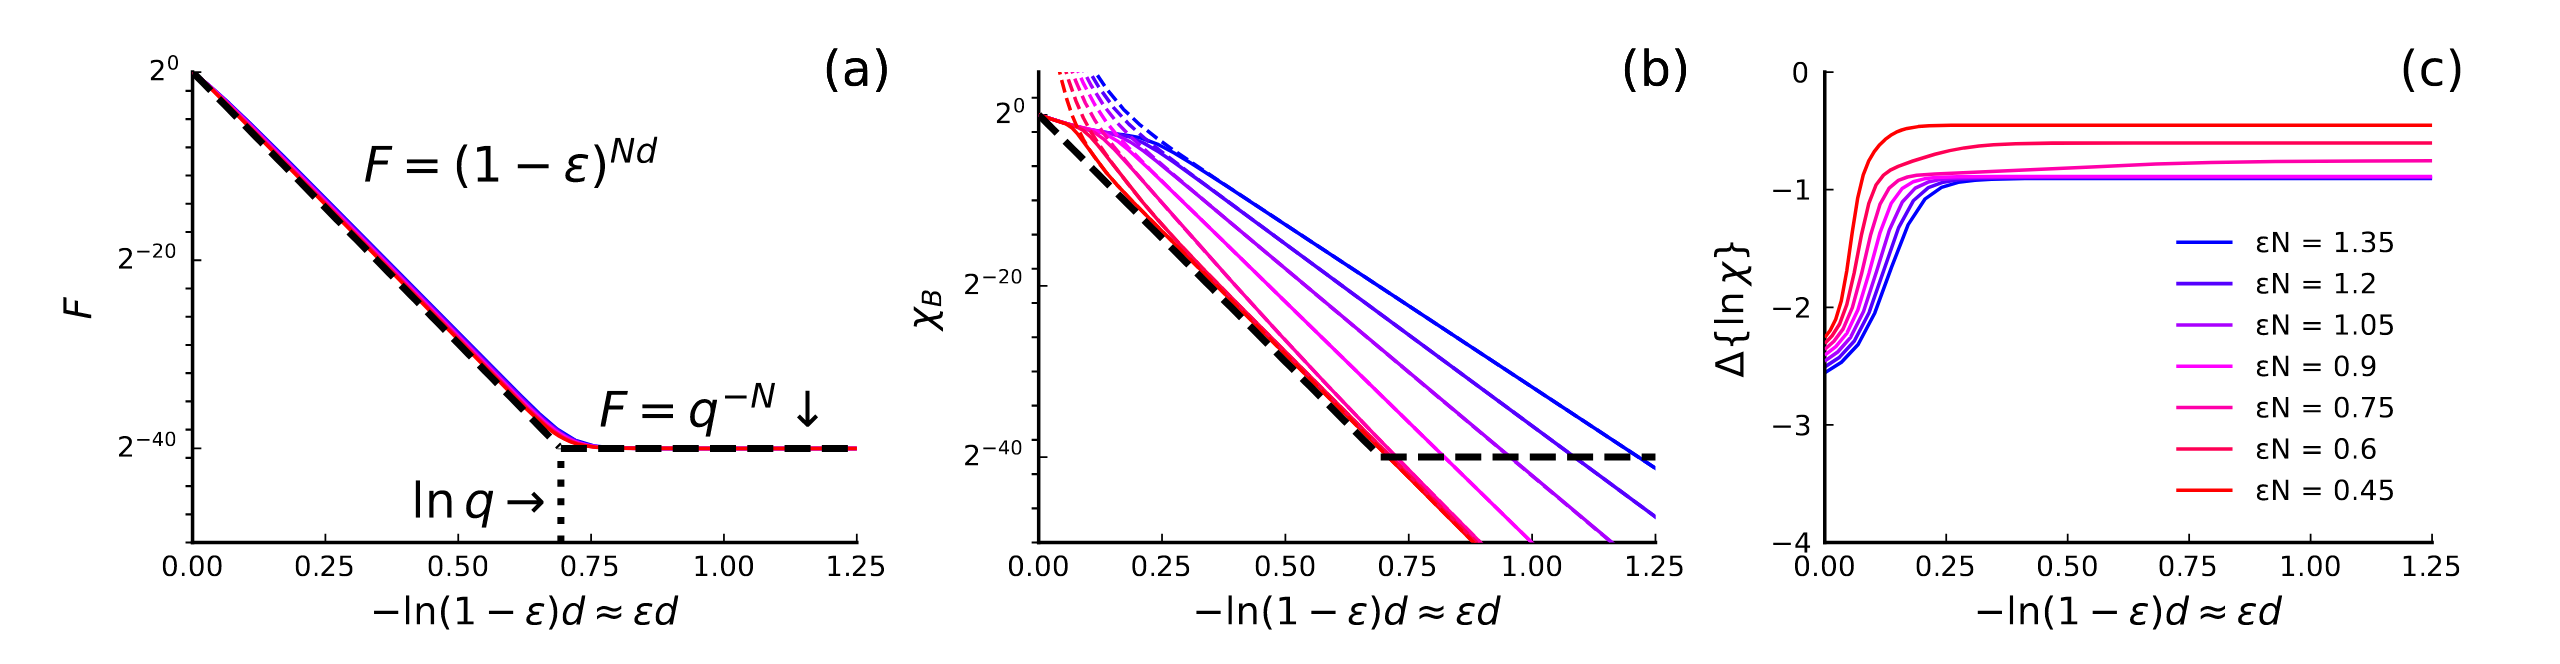 (a)
F = (1 − ε)^{Nd}
F = q^{−N} ↓
ln q →
F
2^0
2^{−20}
2^{−40}
0.00 0.25 0.50 0.75 1.00 1.25
−ln(1 − ε)d ≈ εd
(b)
χ_B
2^0
2^{−20}
2^{−40}
0.00 0.25 0.50 0.75 1.00 1.25
−ln(1 − ε)d ≈ εd
(c)
Δ{ln χ}
0
−1
−2
−3
−4
εN = 1.35
εN = 1.2
εN = 1.05
εN = 0.9
εN = 0.75
εN = 0.6
εN = 0.45
0.00 0.25 0.50 0.75 1.00 1.25
−ln(1 − ε)d ≈ εd